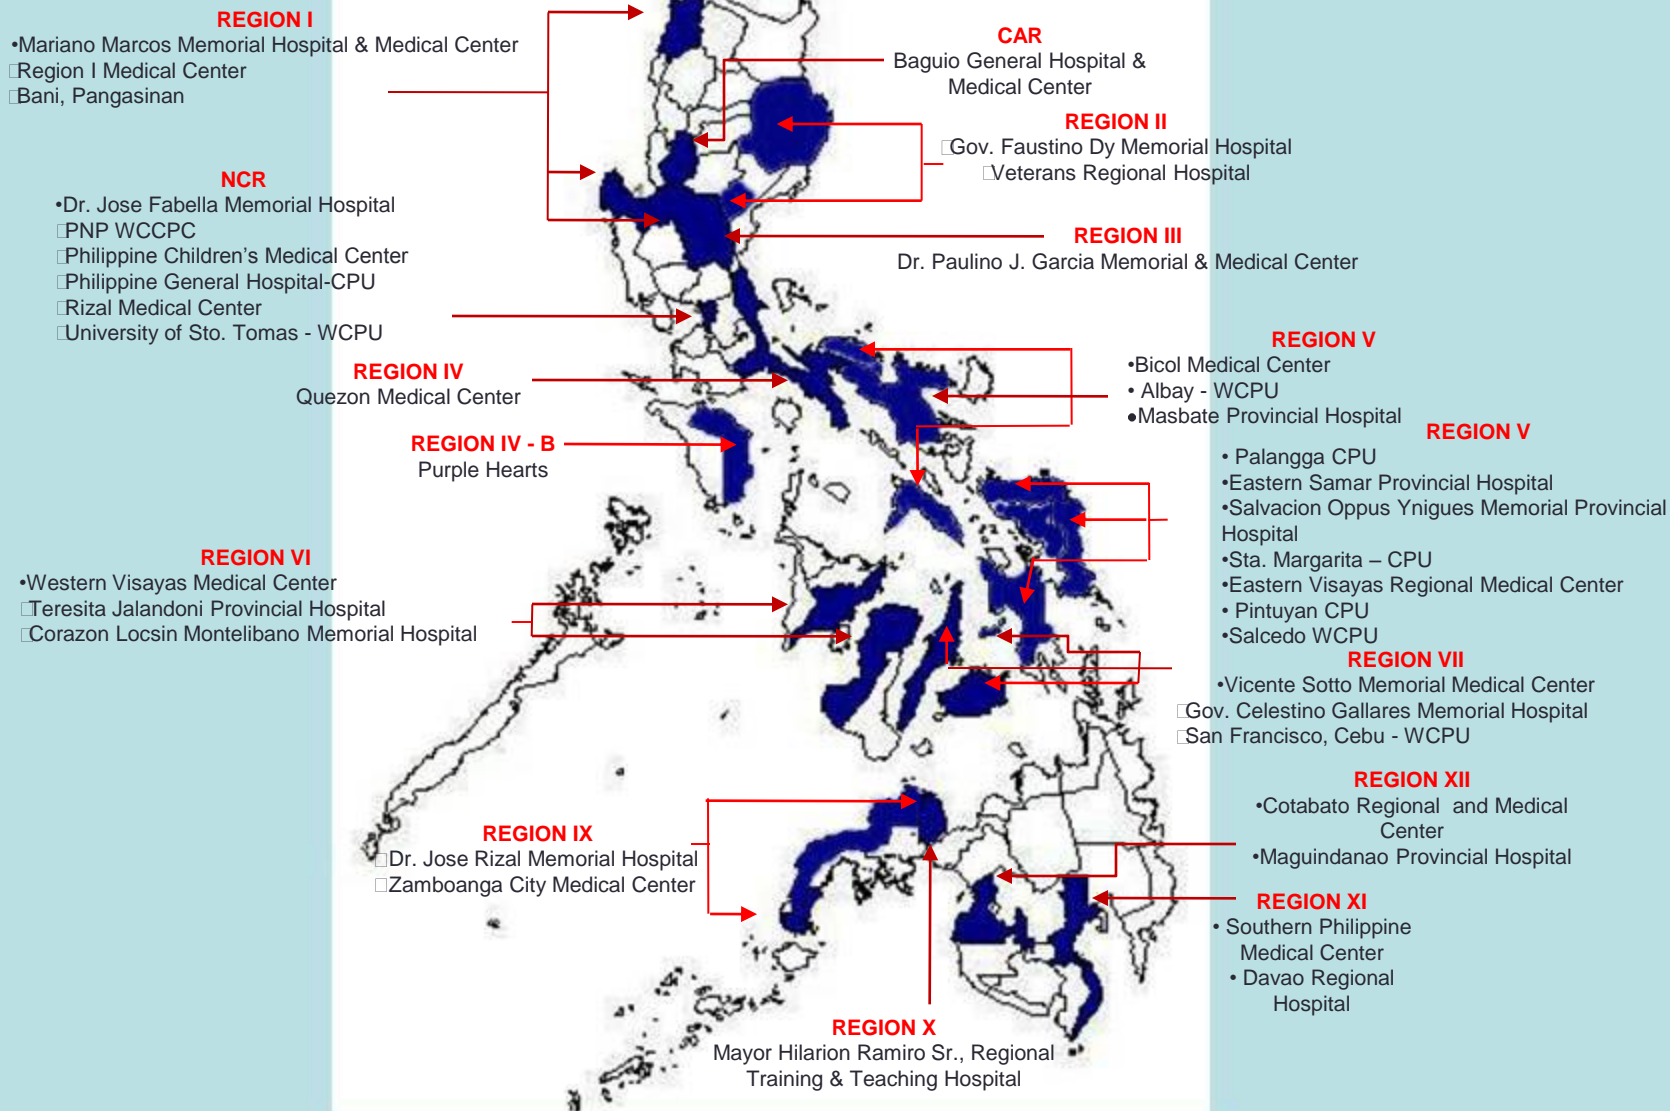 REGION I
•Mariano Marcos Memorial Hospital & Medical Center
Region I Medical Center
Bani, Pangasinan
NCR
•Dr. Jose Fabella Memorial Hospital
PNP WCCPC
Philippine Children's Medical Center
Philippine General Hospital-CPU
Rizal Medical Center
University of Sto. Tomas - WCPU
REGION IV
Quezon Medical Center
REGION IV - B
Purple Hearts
REGION VI
•Western Visayas Medical Center
Teresita Jalandoni Provincial Hospital
Corazon Locsin Montelibano Memorial Hospital
REGION IX
Dr. Jose Rizal Memorial Hospital
Zamboanga City Medical Center
REGION X
Mayor Hilarion Ramiro Sr., Regional
Training & Teaching Hospital
CAR
Baguio General Hospital &
Medical Center
REGION II
Gov. Faustino Dy Memorial Hospital
Veterans Regional Hospital
REGION III
Dr. Paulino J. Garcia Memorial & Medical Center
REGION V
•Bicol Medical Center
• Albay - WCPU
•Masbate Provincial Hospital
REGION V
• Palangga CPU
•Eastern Samar Provincial Hospital
•Salvacion Oppus Ynigues Memorial Provincial
Hospital
•Sta. Margarita – CPU
•Eastern Visayas Regional Medical Center
• Pintuyan CPU
•Salcedo WCPU
REGION VII
•Vicente Sotto Memorial Medical Center
Gov. Celestino Gallares Memorial Hospital
San Francisco, Cebu - WCPU
REGION XII
•Cotabato Regional and Medical
Center
•Maguindanao Provincial Hospital
REGION XI
• Southern Philippine
Medical Center
• Davao Regional
Hospital